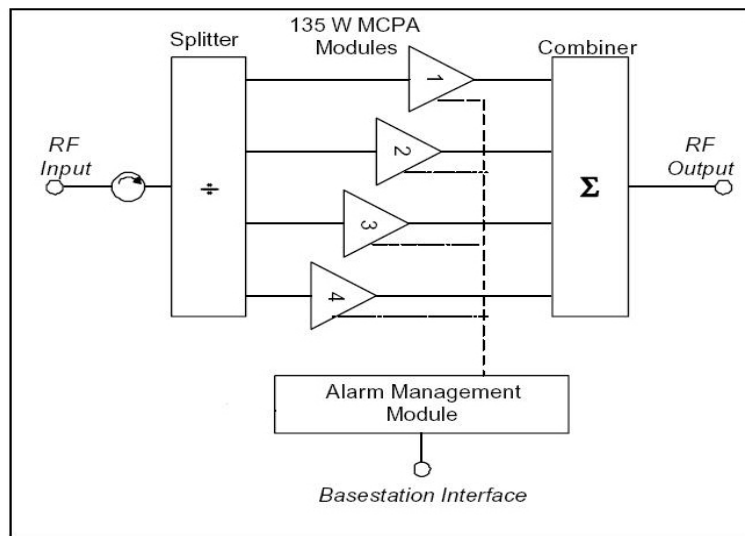 135 W MCPA
Modules
Splitter
Combiner
1
2
3
4
RF
Input
÷
Σ
RF
Output
Alarm Management
Module
Basestation Interface